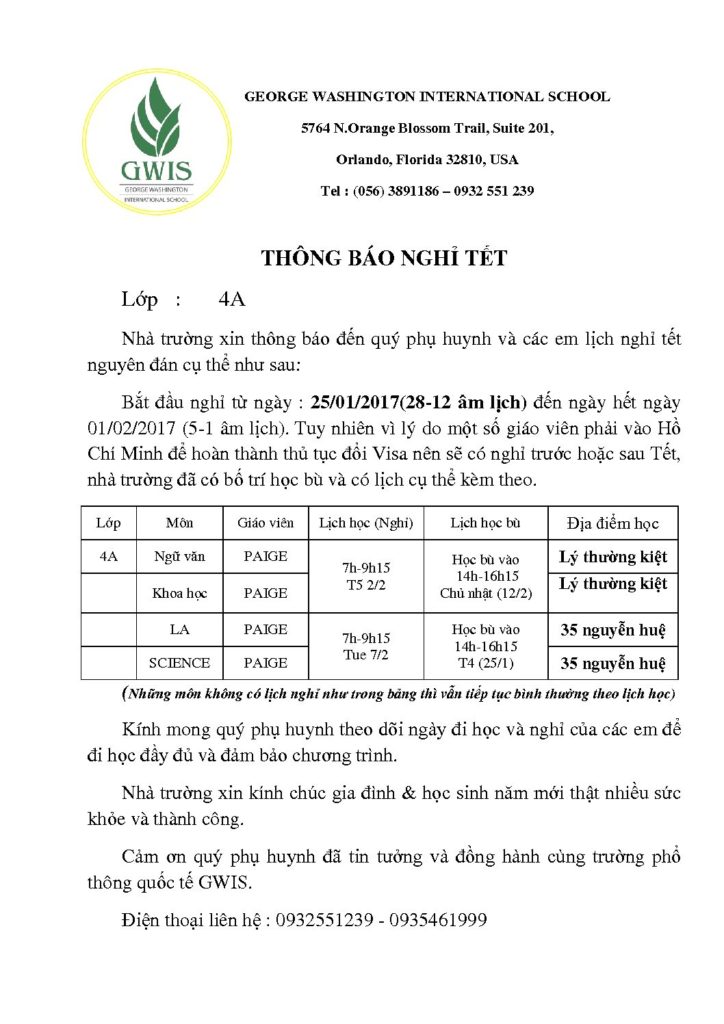 GWIS
GEORGE WASHINGTON
INTERNATIONAL SCHOOL
GEORGE WASHINGTON INTERNATIONAL SCHOOL
5764 N.Orange Blossom Trail, Suite 201,
Orlando, Florida 32810, USA
Tel : (056) 3891186 – 0932 551 239
THÔNG BÁO NGHỈ TẾT
Lớp : 4A
Nhà trường xin thông báo đến quý phụ huynh và các em lịch nghỉ tết
nguyên đán cụ thể như sau:
Bắt đầu nghỉ từ ngày : 25/01/2017(28-12 âm lịch) đến ngày hết ngày
01/02/2017 (5-1 âm lịch). Tuy nhiên vì lý do một số giáo viên phải vào Hồ
Chí Minh để hoàn thành thủ tục đổi Visa nên sẽ có nghỉ trước hoặc sau Tết,
nhà trường đã có bố trí học bù và có lịch cụ thể kèm theo.
Lớp Môn Giáo viên Lịch học (Nghỉ) Lịch học bù Địa điểm học
4A Ngữ văn PAIGE 7h-9h15 Học bù vào Lý thường kiệt
T5 2/2 14h-16h15
Khoa học PAIGE Chủ nhật (12/2) Lý thường kiệt
LA PAIGE 7h-9h15 Học bù vào 35 nguyễn huệ
Tue 7/2 14h-16h15
SCIENCE PAIGE T4 (25/1) 35 nguyễn huệ
(Những môn không có lịch nghỉ như trong bảng thì vẫn tiếp tục bình thường theo lịch học)
Kính mong quý phụ huynh theo dõi ngày đi học và nghỉ của các em để
đi học đầy đủ và đảm bảo chương trình.
Nhà trường xin kính chúc gia đình & học sinh năm mới thật nhiều sức
khỏe và thành công.
Cảm ơn quý phụ huynh đã tin tưởng và đồng hành cùng trường phổ
thông quốc tế GWIS.
Điện thoại liên hệ : 0932551239 - 0935461999